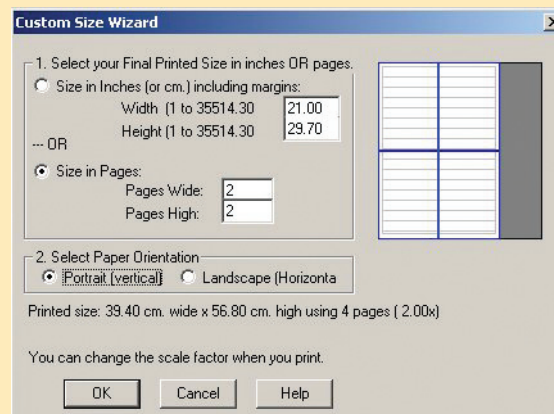 Custom Size Wizard
1. Select your Final Printed Size in inches OR pages.
Size in Inches (or cm.) including margins:
Width (1 to 35514.30 21.00
Height (1 to 35514.30 29.70
--- OR
Size in Pages:
Pages Wide: 2
Pages High: 2
2. Select Paper Orientation
Portrait (vertical) Landscape (Horizonta
Printed size: 39.40 cm. wide x 56.80 cm. high using 4 pages ( 2.00x)
You can change the scale factor when you print.
OK Cancel Help